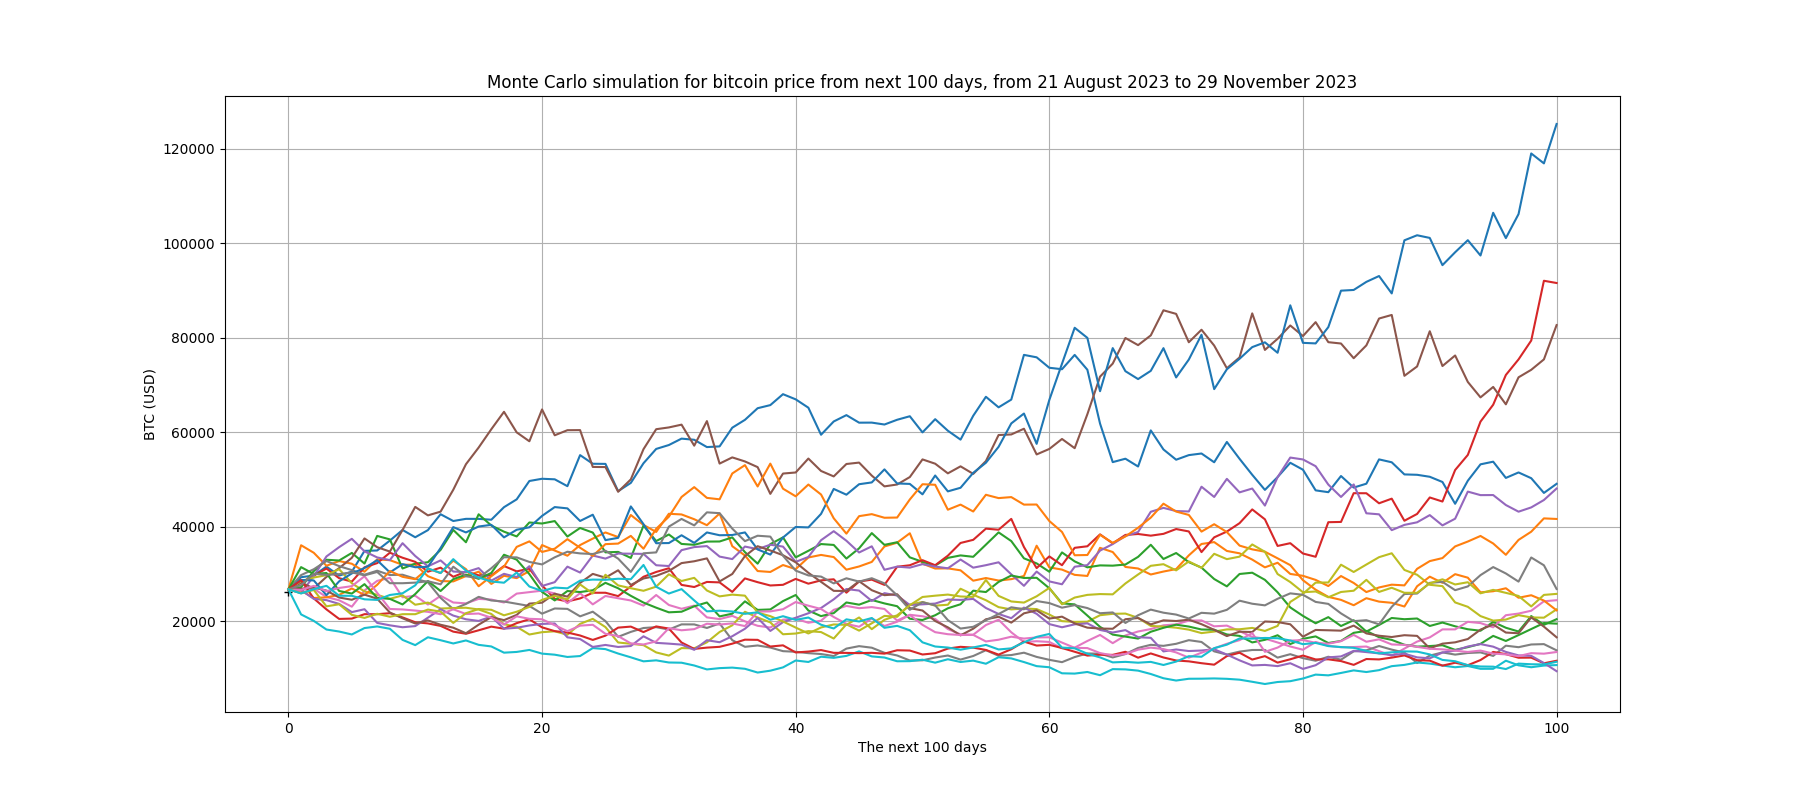 Monte Carlo simulation for bitcoin price from next 100 days, from 21 August 2023 to 29 November 2023
120000
100000
80000
60000
40000
20000
BTC (USD)
0 20 40 60 80 100
The next 100 days